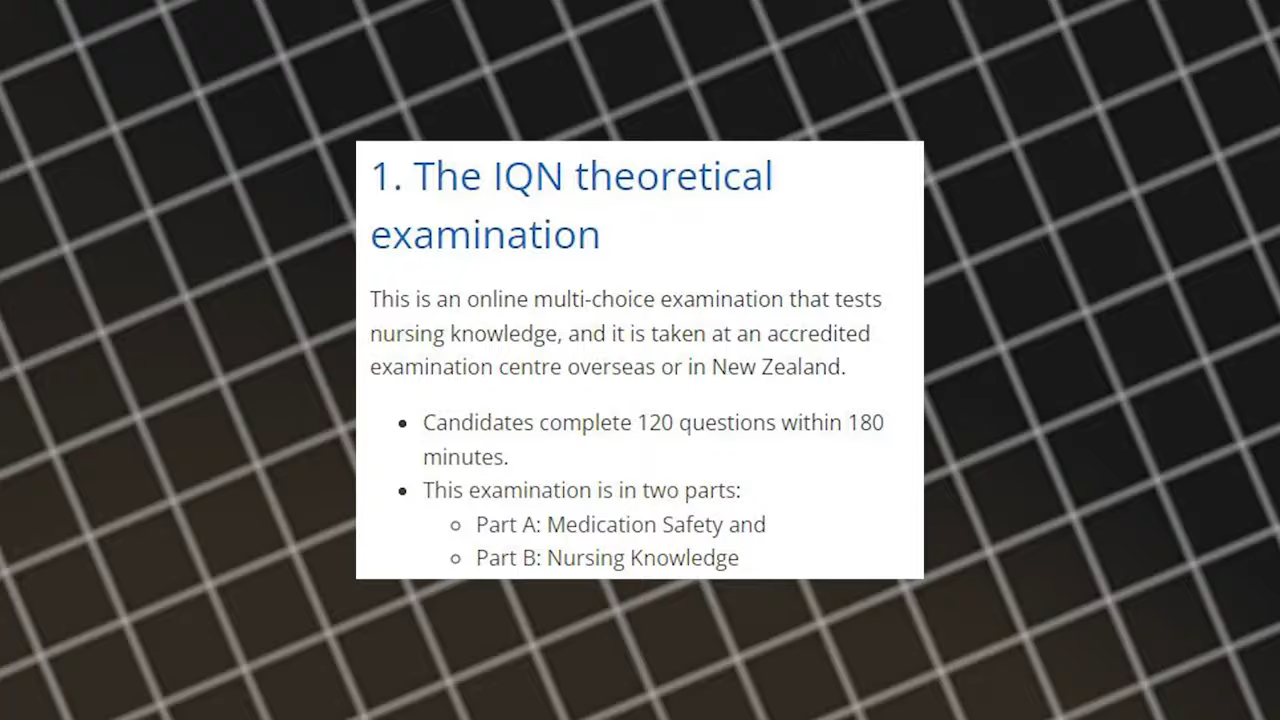 1. The IQN theoretical
examination
This is an online multi-choice examination that tests
nursing knowledge, and it is taken at an accredited
examination centre overseas or in New Zealand.
• Candidates complete 120 questions within 180
minutes.
• This examination is in two parts:
○ Part A: Medication Safety and
○ Part B: Nursing Knowledge